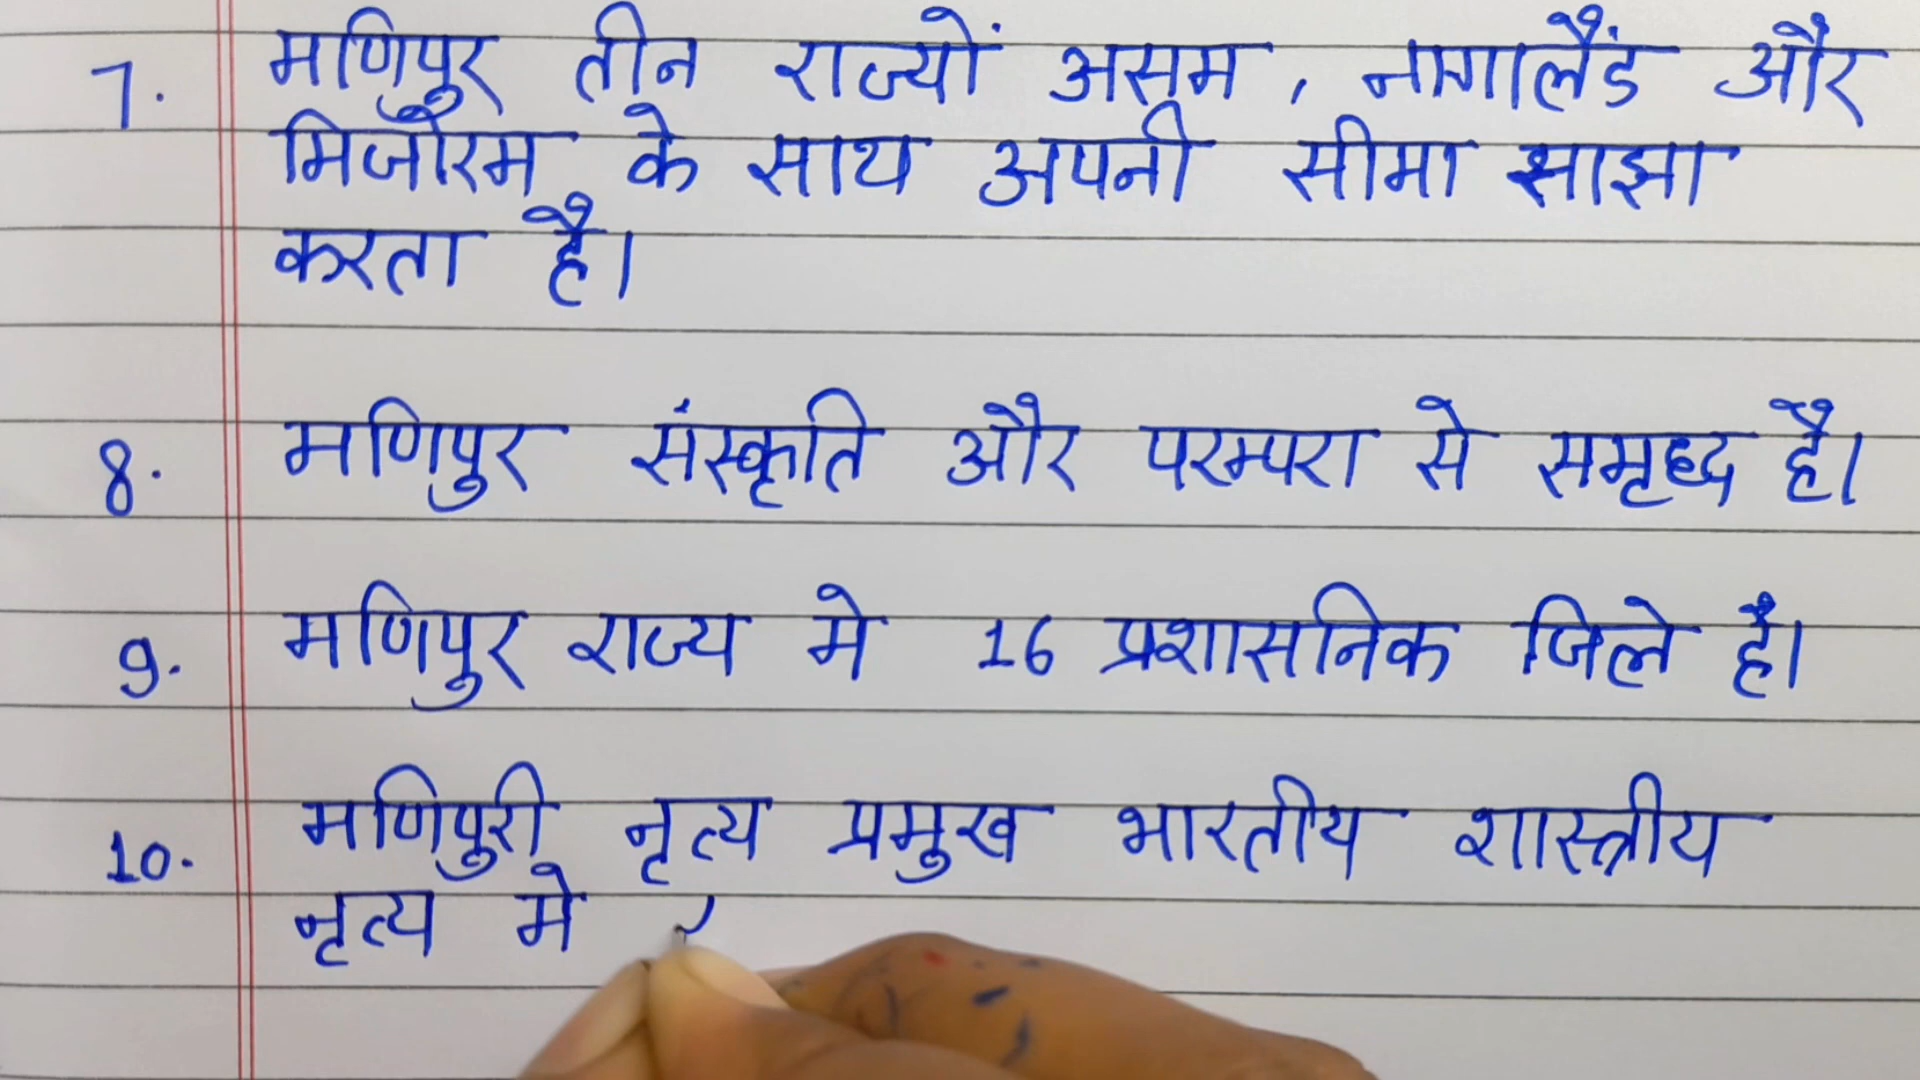 7. मणिपुर तीन राज्यों असम, नागालैंड और
मिजोरम के साथ अपनी सीमा साझा
करता है।
8. मणिपुर संस्कृति और परम्परा से समृध्द है।
9. मणिपुर राज्य मे 16 प्रशासनिक जिले है।
10. मणिपुरी नृत्य प्रमुख भारतीय शास्त्रीय
नृत्य मे